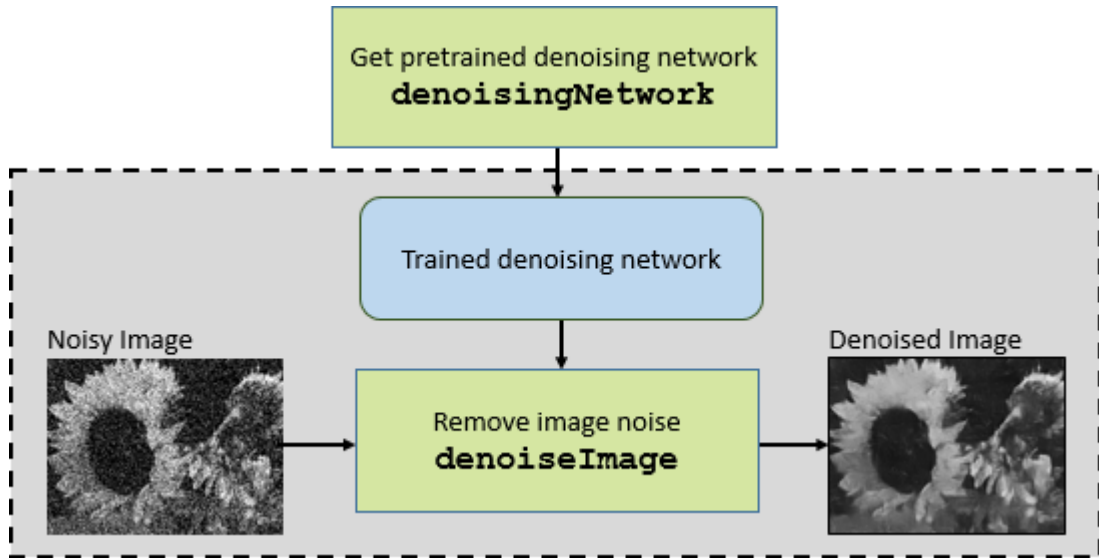 Get pretrained denoising network
denoisingNetwork
Trained denoising network
Noisy Image
Denoised Image
Remove image noise
denoiseImage